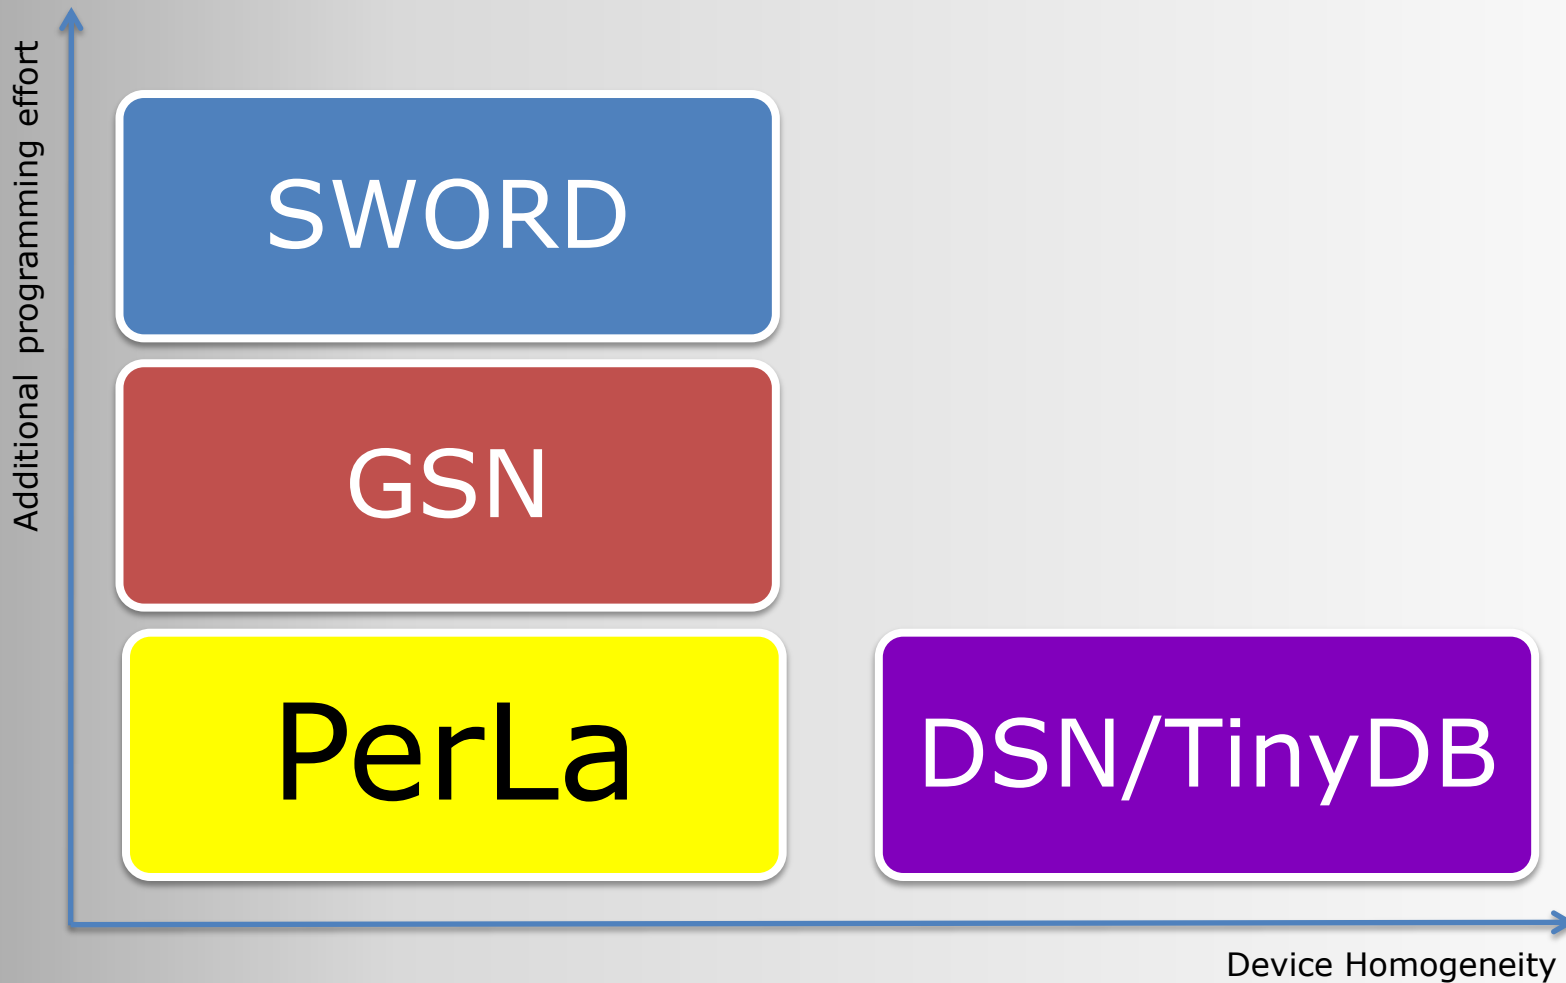 Additional programming effort
SWORD
GSN
PerLa
DSN/TinyDB
Device Homogeneity